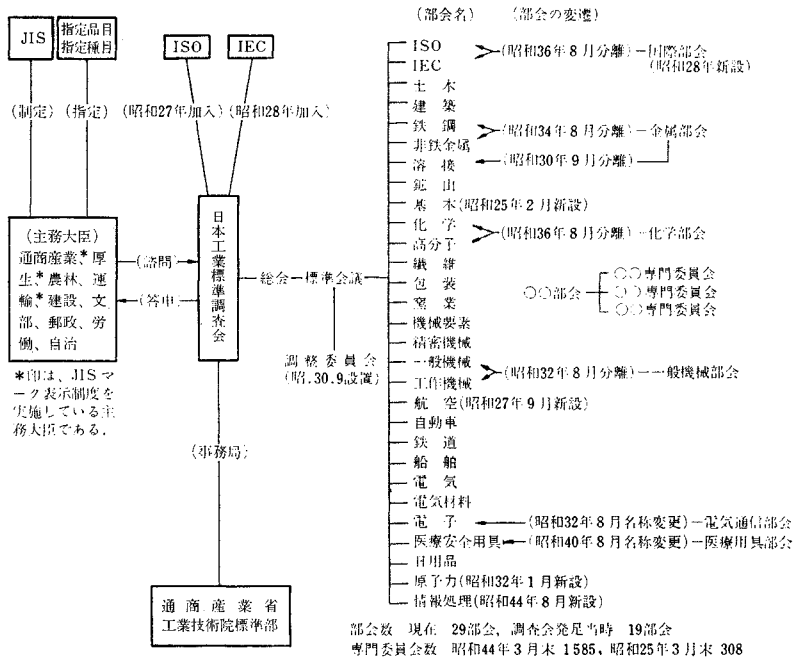 (部会名) (部会の変遷)
JIS
指定品目
指定種目
ISO
IEC
(制定)
(指定)
(昭和27年加入)
(昭和28年加入)
(主務大臣)
通商産業*、厚
生*、農林、運
輸*、建設、文
部、郵政、労
働、自治
*印は、JISマ
ーク表示制度を
実施している主
務大臣である.
(諮問)
(答申)
日本工業標準調査会
総会
標準会議
調整委員会
(昭.30.9設置)
(事務局)
通商産業省
工業技術院標準部
ISO
IEC
(昭和36年8月分離)─国際部会
(昭和28年新設)
土木
建築
鉄鋼
非鉄金属
(昭和34年8月分離)─金属部会
溶接
(昭和30年9月分離)
鉱山
基本(昭和25年2月新設)
化学
高分子
(昭和36年8月分離)─化学部会
繊維
包装
窯業
○○部会
○○専門委員会
○○専門委員会
○○専門委員会
機械要素
精密機械
一般機械
工作機械
(昭和32年8月分離)─一般機械部会
航空(昭和27年9月新設)
自動車
鉄道
船舶
電気
電気材料
電子
(昭和32年8月名称変更)─電気通信部会
医療安全用具
(昭和40年8月名称変更)─医療用具部会
日用品
原子力(昭和32年1月新設)
情報処理(昭和44年8月新設)
部会数 現在 29部会, 調査会発足当時 19部会
専門委員会数 昭和44年3月末 1585, 昭和25年3月末 308